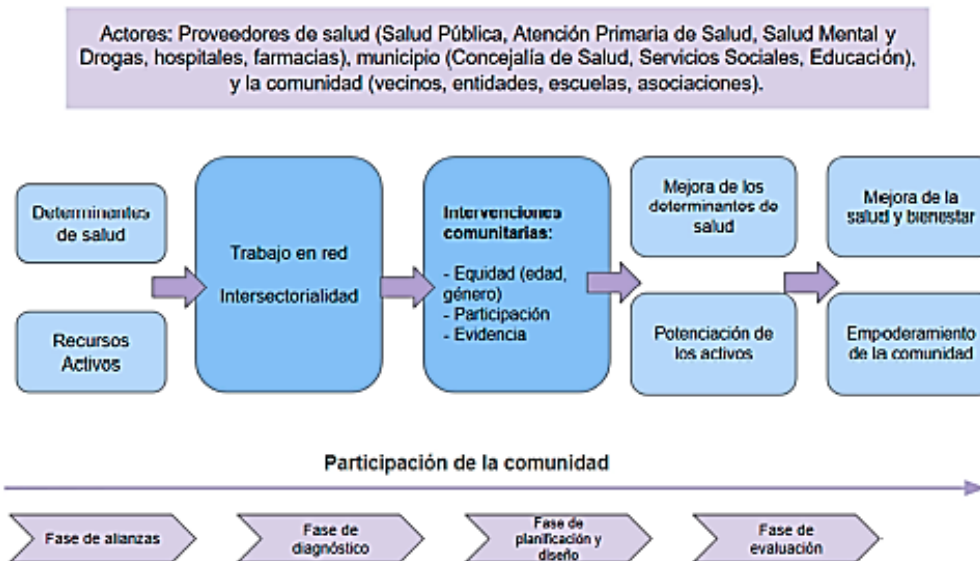 Actores: Proveedores de salud (Salud Pública, Atención Primaria de Salud, Salud Mental y
Drogas, hospitales, farmacias), municipio (Concejalía de Salud, Servicios Sociales, Educación),
y la comunidad (vecinos, entidades, escuelas, asociaciones).
Determinantes
de salud
Recursos
Activos
Trabajo en red
Intersectorialidad
Intervenciones
comunitarias:
- Equidad (edad,
género)
- Participación
- Evidencia
Mejora de los
determinantes de
salud
Potenciación de
los activos
Mejora de la
salud y bienestar
Empoderamiento
de la comunidad
Participación de la comunidad
Fase de alianzas
Fase de
diagnóstico
Fase de
planificación y
diseño
Fase de
evaluación